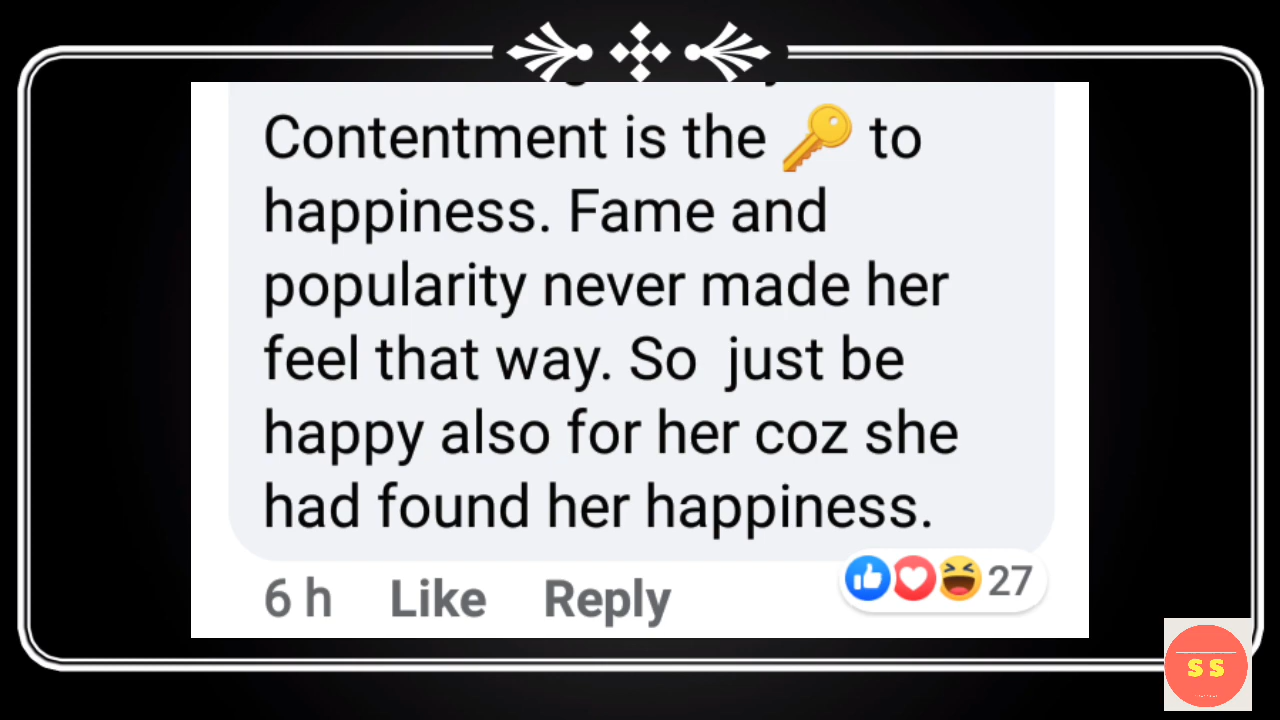 Contentment is the 🔑 to
happiness. Fame and
popularity never made her
feel that way. So just be
happy also for her coz she
had found her happiness.
6 h Like Reply 27
SS